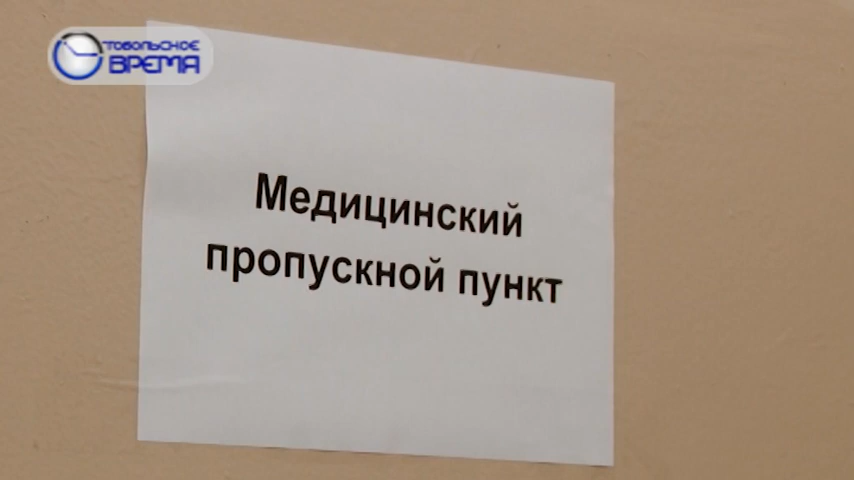 ТОБОЛЬСКОЕ
ВРЕМЯ
Медицинский
пропускной пункт